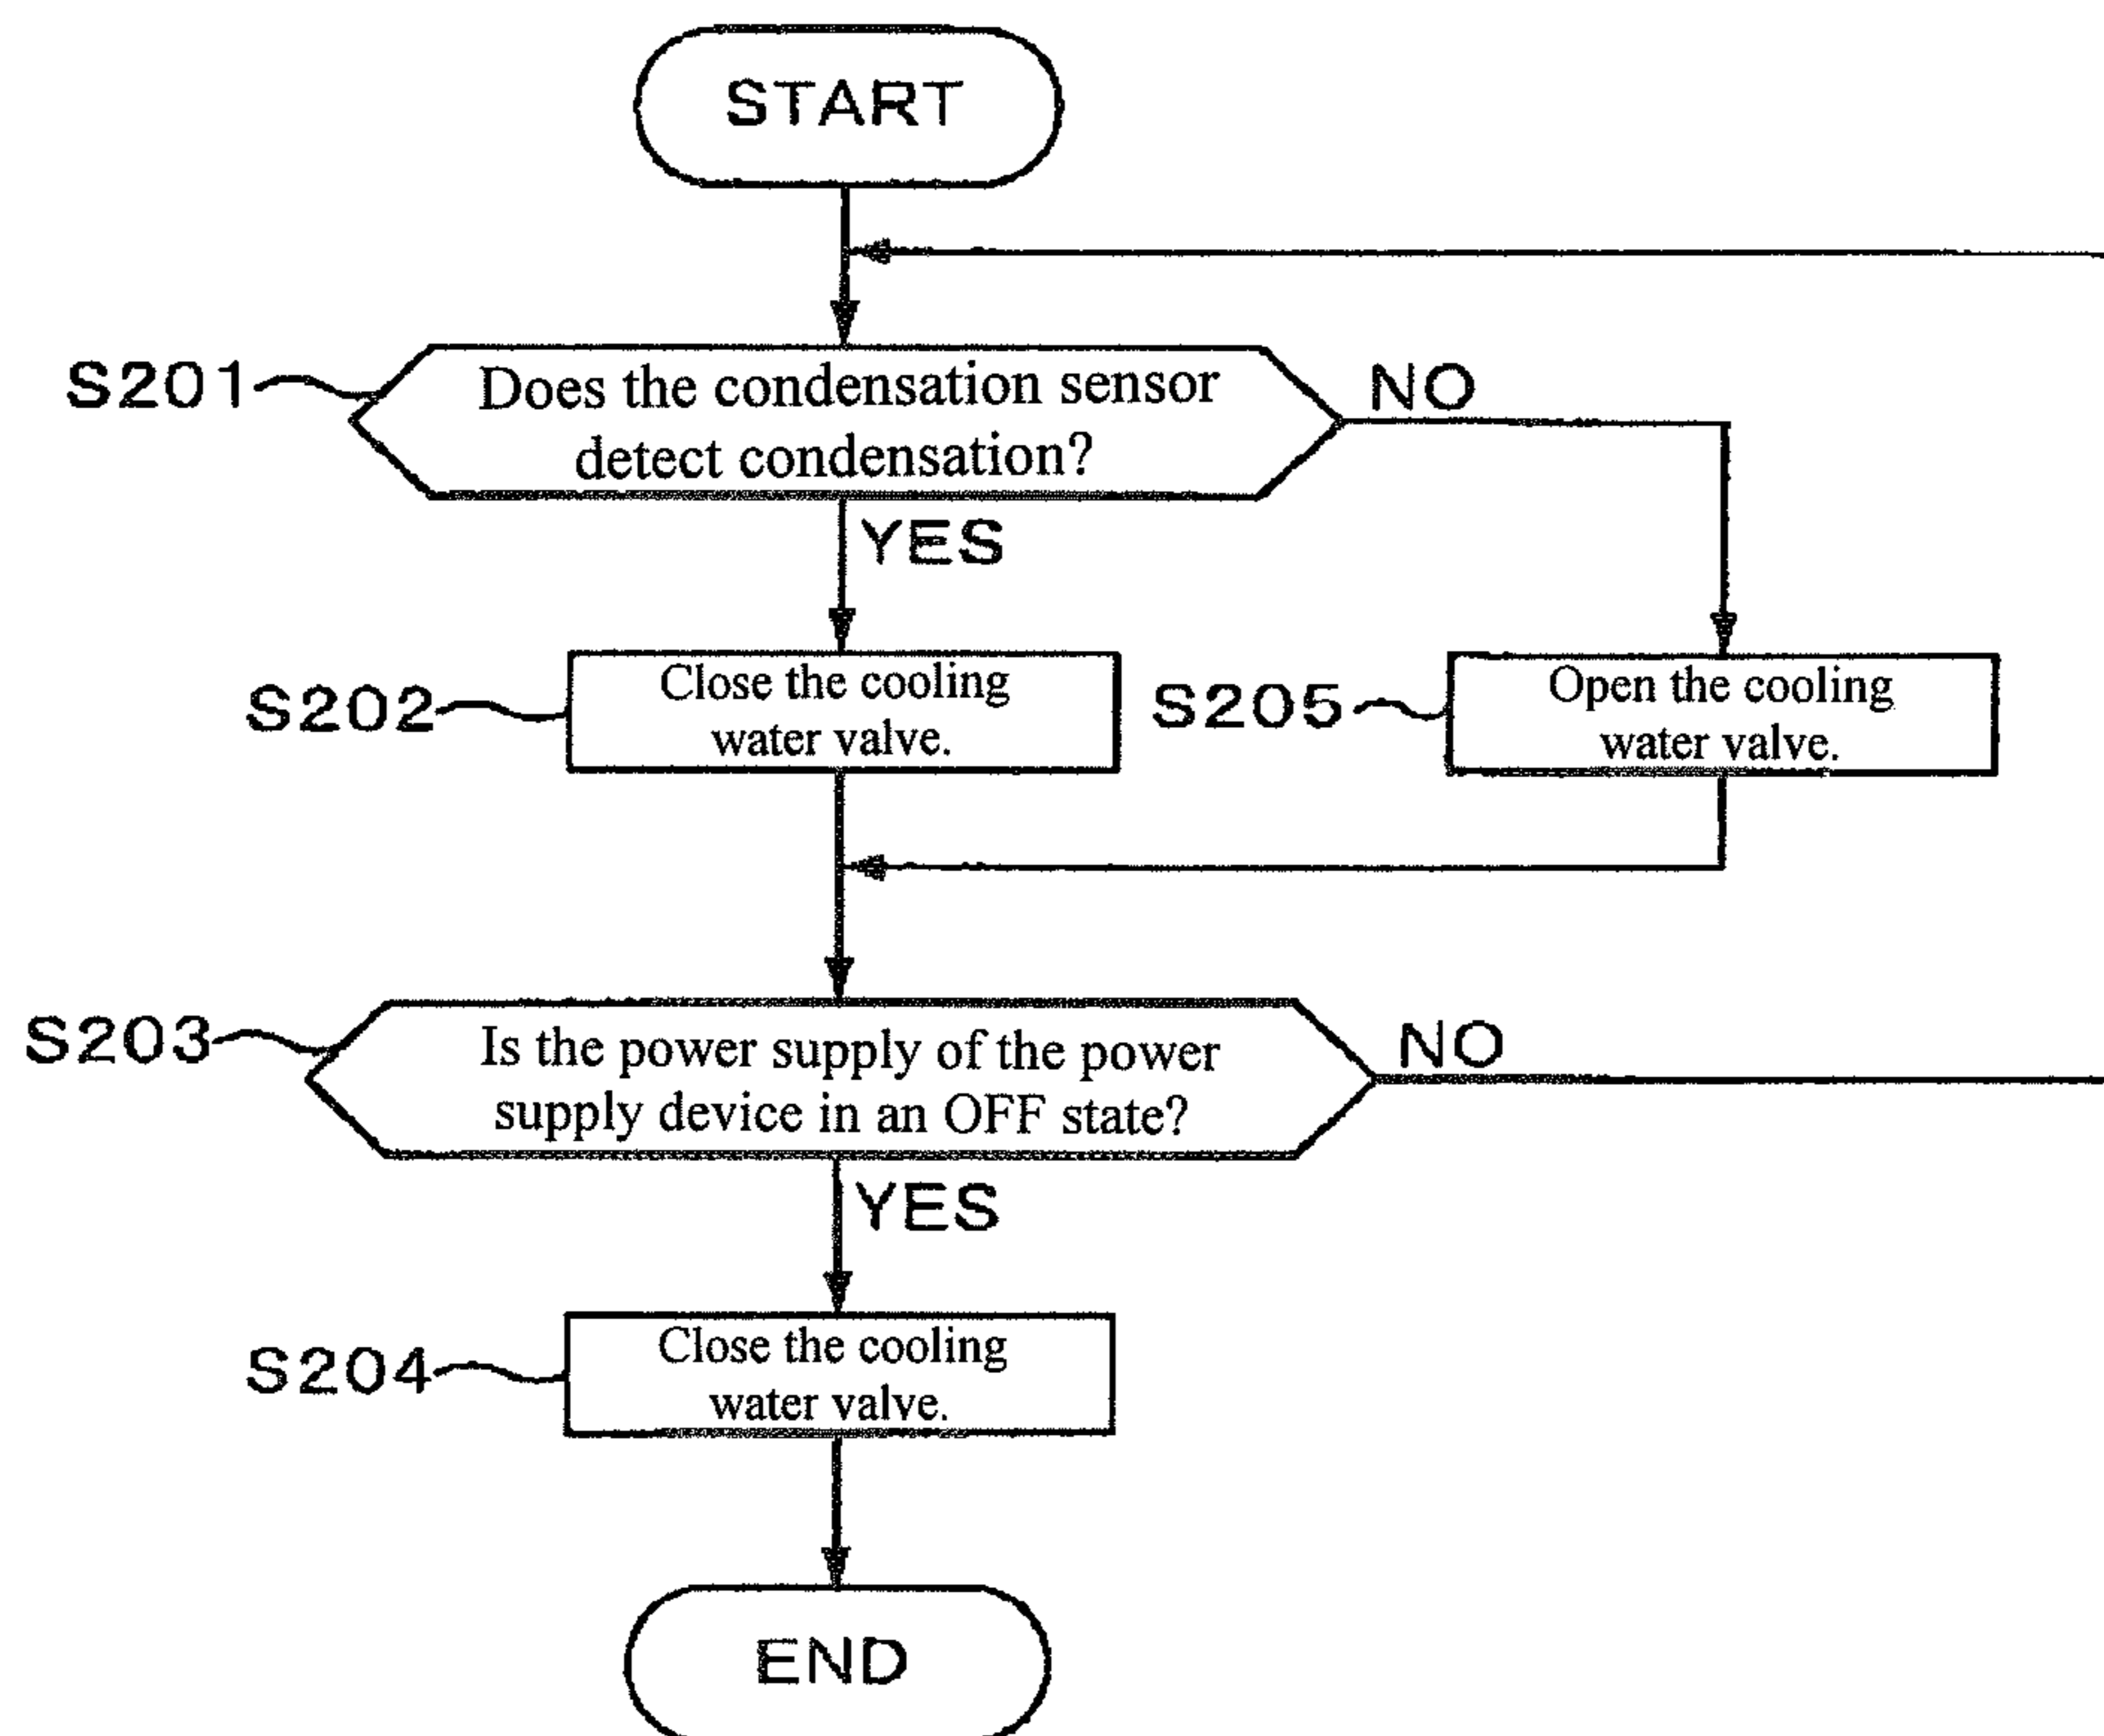 START
S201
Does the condensation sensor
detect condensation?
NO
YES
S202
Close the cooling
water valve.
S205
Open the cooling
water valve.
S203
Is the power supply of the power
supply device in an OFF state?
NO
YES
S204
Close the cooling
water valve.
END